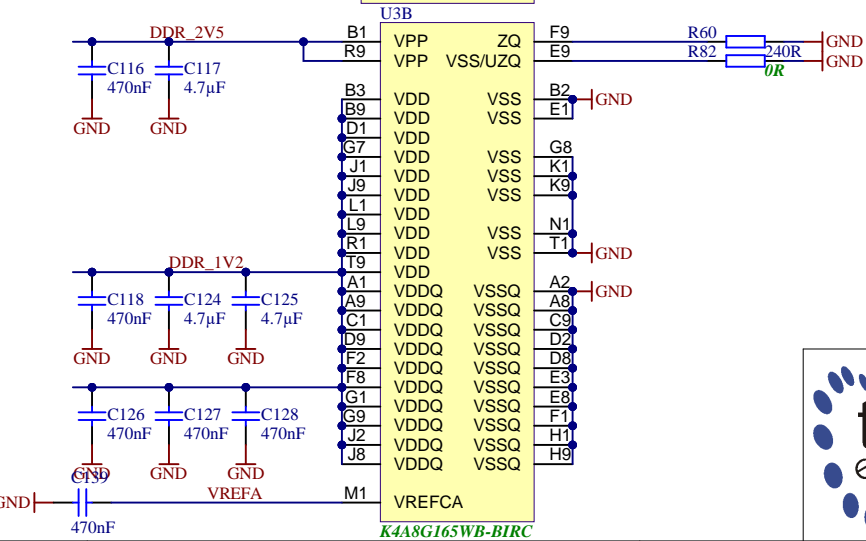 U3B
DDR_2V5
B1 VPP ZQ F9 R60 GND
R9 VPP VSS/UZQ E9 R82 240R GND
0R
C116 C117
470nF 4.7µF
GND GND
B3 VDD VSS B2 GND
B9 VDD VSS E1
D1 VDD
G7 VDD VSS G8
J1 VDD VSS K1
J9 VDD VSS K9
L1 VDD
L9 VDD VSS N1
R1 VDD VSS T1 GND
DDR_1V2
T9 VDD
A1 VDDQ VSSQ A2 GND
C118 C124 C125
470nF 4.7µF 4.7µF
GND GND GND
A9 VDDQ VSSQ A8
C1 VDDQ VSSQ C9
D9 VDDQ VSSQ D2
F2 VDDQ VSSQ D8
F8 VDDQ VSSQ E3
G1 VDDQ VSSQ E8
G9 VDDQ VSSQ F1
J2 VDDQ VSSQ H1
J8 VDDQ VSSQ H9
C126 C127 C128
470nF 470nF 470nF
GND GND GND
C139
VREFA
GND M1 VREFCA
470nF
K4A8G165WB-BIRC